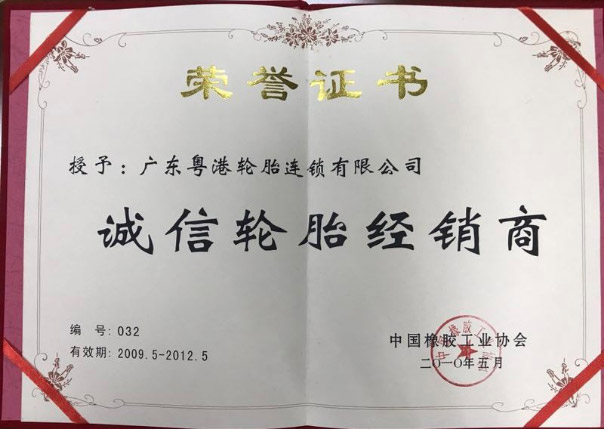 荣誉证书
授予：广东粤港轮胎连锁有限公司
诚信轮胎经销商
编 号: 032
有效期: 2009.5-2012.5
中国橡胶工业协会
二〇一〇年五月